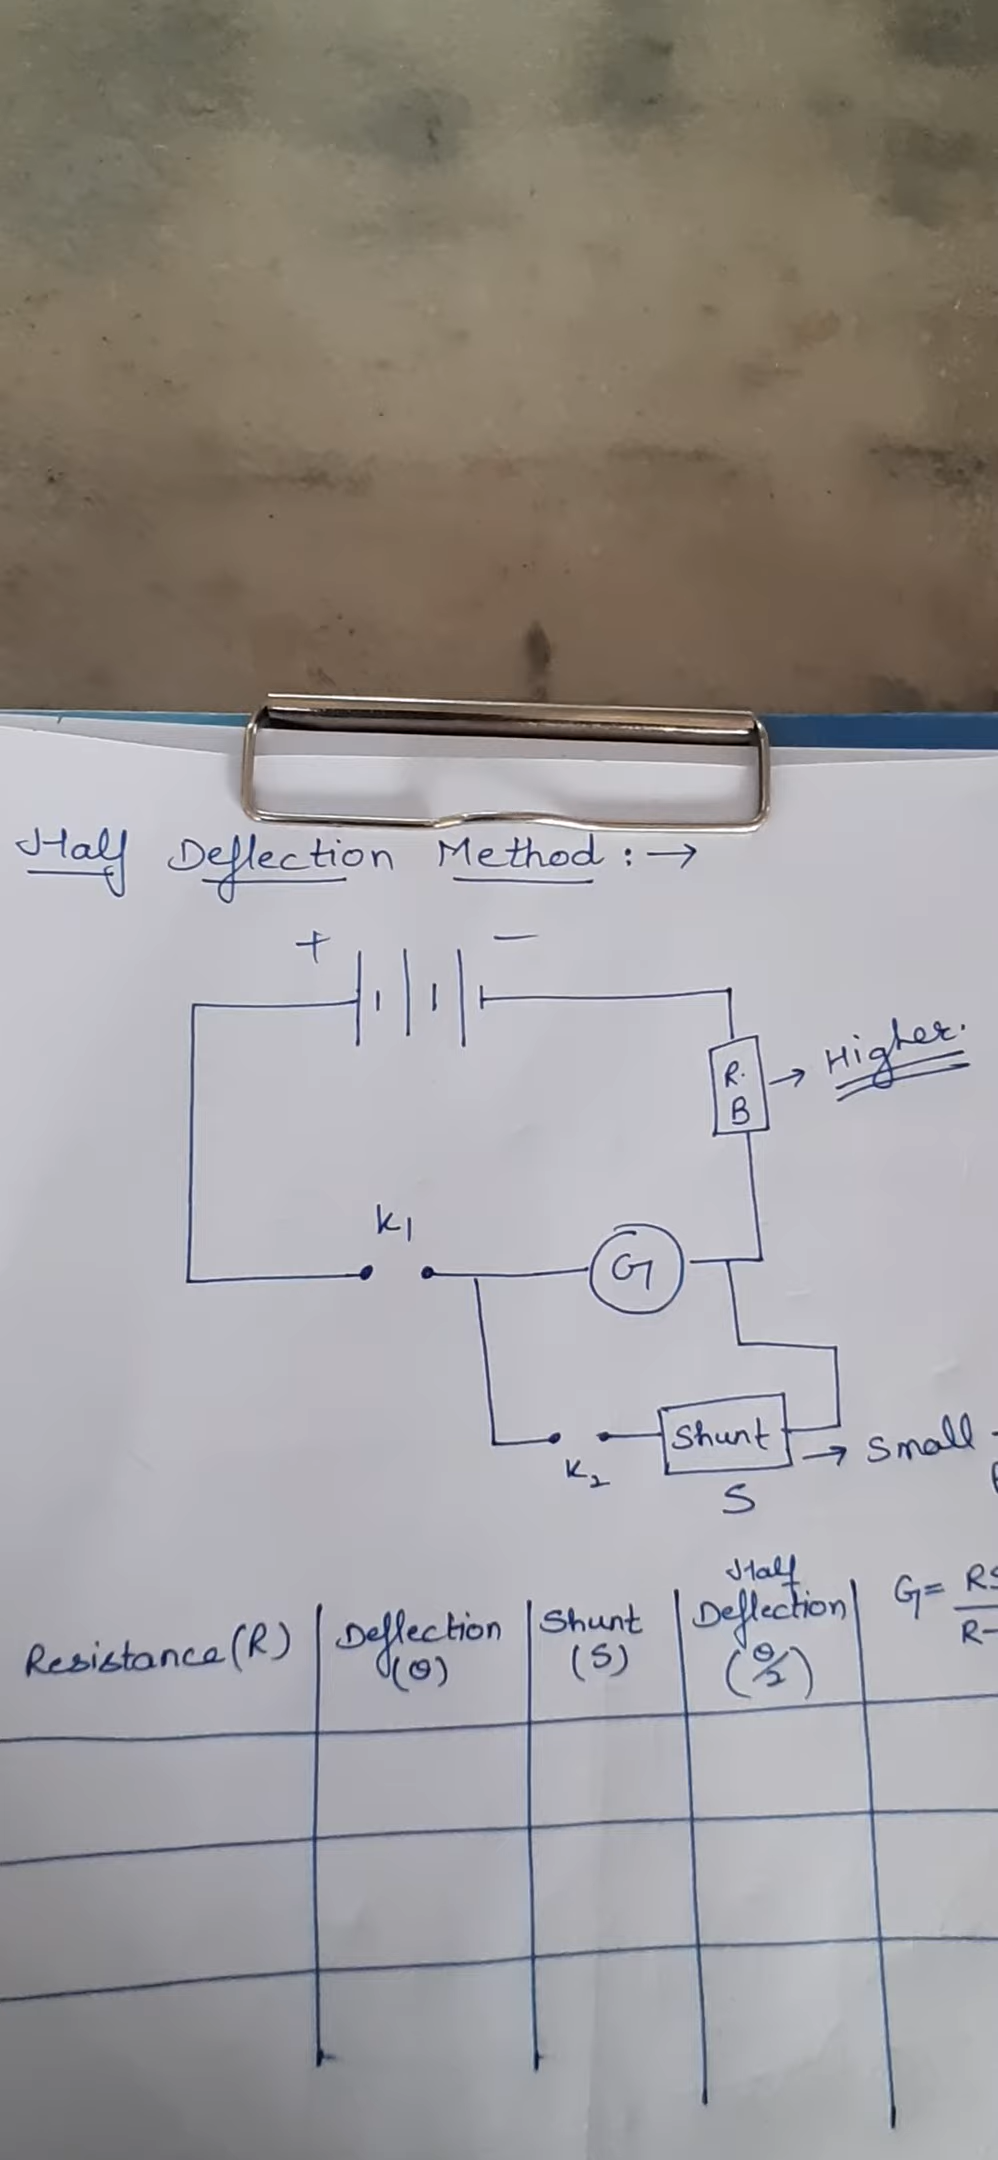 Half Deflection Method : →
+ −
R.
B
→ Higher.
K1
G
K2
Shunt
→ Small
S
Resistance (R)
Deflection
(θ)
Shunt
(S)
Half
Deflection
(θ/2)
G =
R-